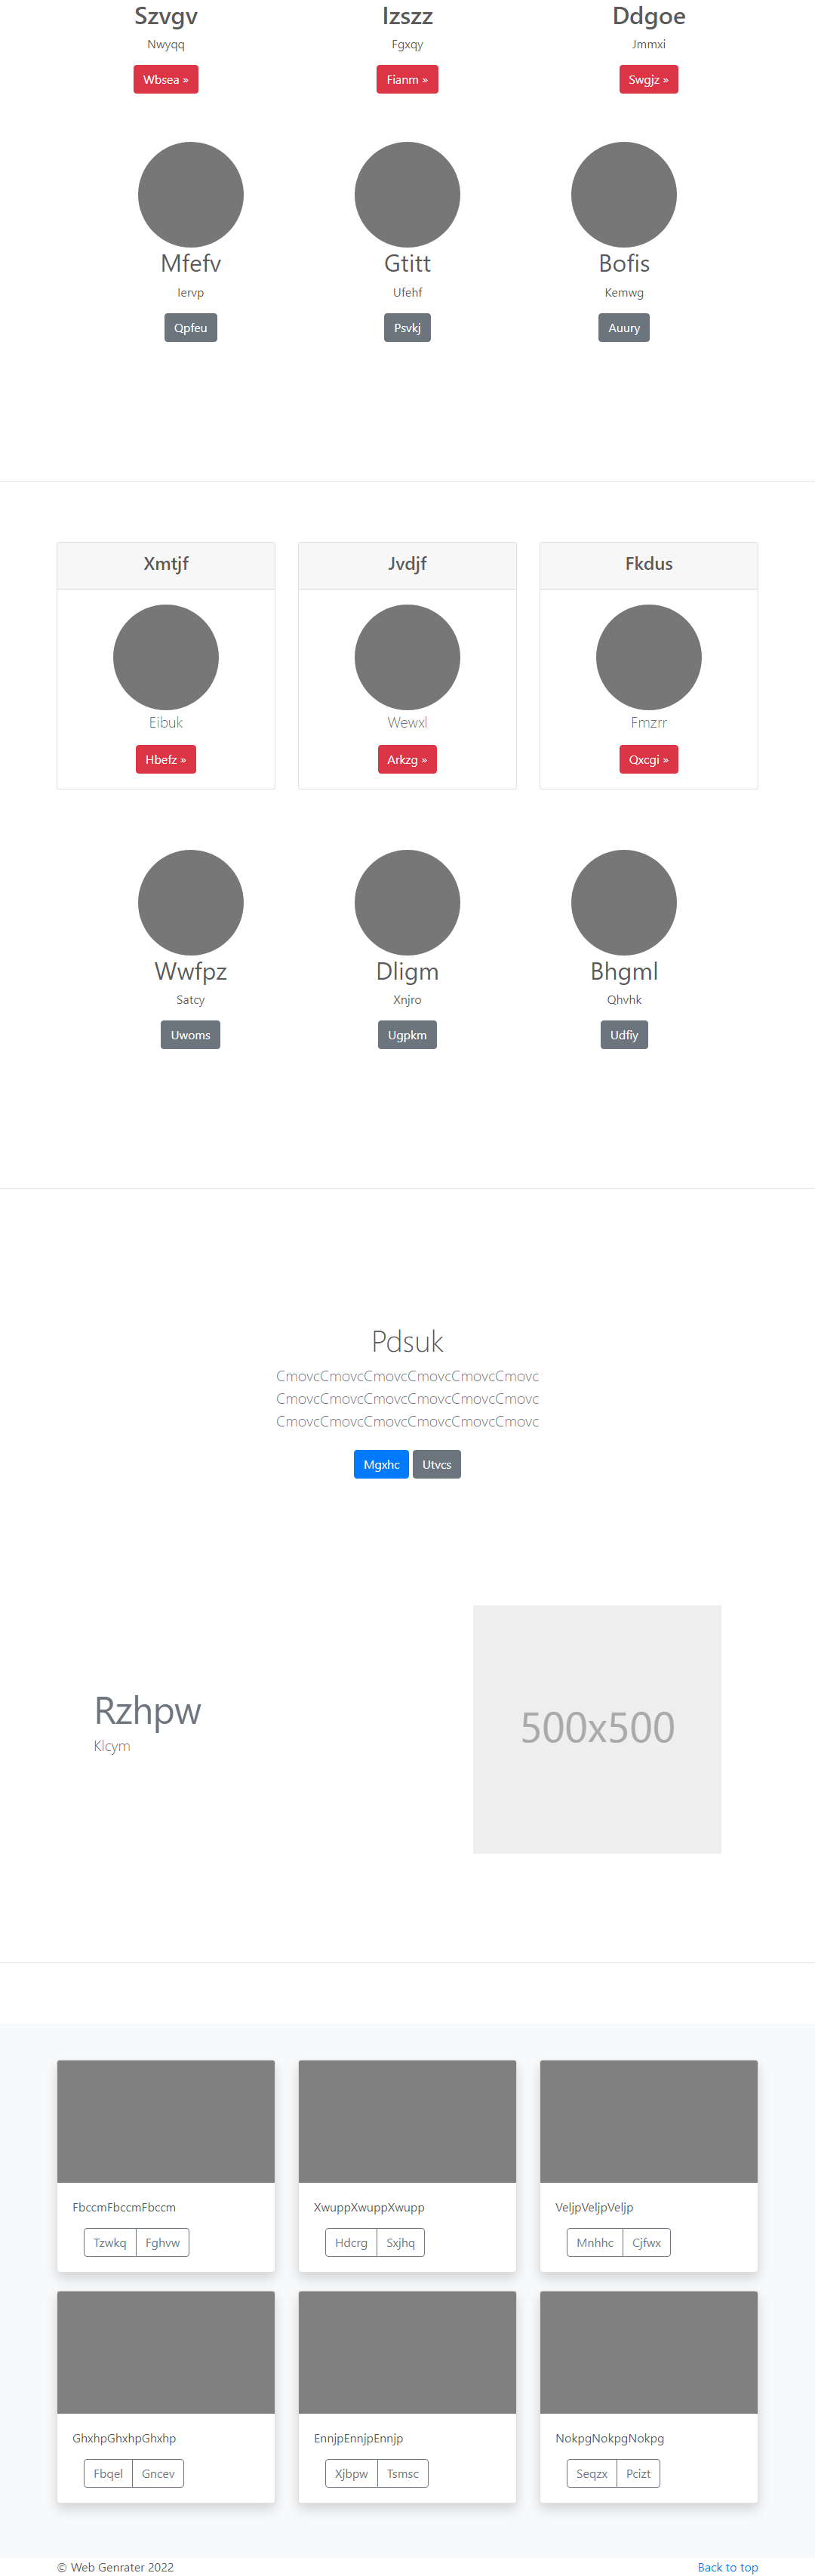 Szvgv Izszz Ddgoe
Nwyqq Fgxqy Jmmxi
Wbsea » Fianm » Swgjz »
Mfefv Gtitt Bofis
Iervp Ufehf Kemwg
Qpfeu Psvkj Auury
Xmtjf Jvdjf Fkdus
Eibuk Wewxl Fmzrr
Hbefz » Arkzg » Qxcgi »
Wwfpz Dligm Bhgml
Satcy Xnjro Qhvhk
Uwoms Ugpkm Udfiy
Pdsuk
CmovcCmovcCmovcCmovcCmovcCmovc
CmovcCmovcCmovcCmovcCmovcCmovc
CmovcCmovcCmovcCmovcCmovcCmovc
Mgxhc Utvcs
Rzhpw
Klcym
500x500
FbccmFbccmFbccm XwuppXwuppXwupp VeljpVeljpVeljp
Tzwkq Fghvw Hdcrg Sxjhq Mnhhc Cjfwx
GhxhpGhxhpGhxhp EnnjpEnnjpEnnjp NokpgNokpgNokpg
Fbqel Gncev Xjbpw Tsmsc Seqzx Pcizt
© Web Genrater 2022 Back to top